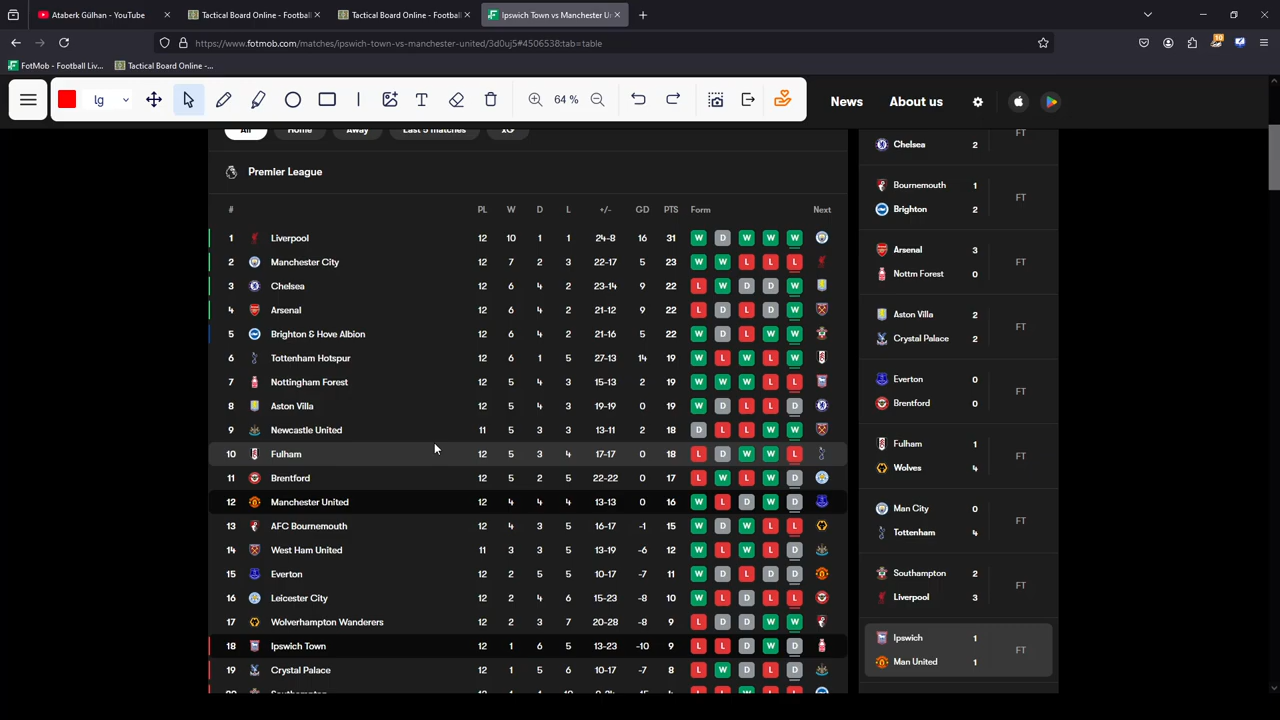 Ataberk Gülhan - YouTube
Tactical Board Online - Football
Tactical Board Online - Football
Ipswich Town vs Manchester Un
https://www.fotmob.com/matches/ipswich-town-vs-manchester-united/3d0uj5#4506538:tab=table
10
FotMob - Football Liv...
Tactical Board Online -...
lg
64 %
News
About us
All
Home
Away
Last 5 matches
xG
Premier League
# PL W D L +/- GD PTS Form Next
1 Liverpool 12 10 1 1 24-8 16 31 W D W W W
2 Manchester City 12 7 2 3 22-17 5 23 W W L L L
3 Chelsea 12 6 4 2 23-14 9 22 L W D D W
4 Arsenal 12 6 4 2 21-12 9 22 L D L D W
5 Brighton & Hove Albion 12 6 4 2 21-16 5 22 W D L W W
6 Tottenham Hotspur 12 6 1 5 27-13 14 19 W L W L W
7 Nottingham Forest 12 5 4 3 15-13 2 19 W W W L L
8 Aston Villa 12 5 4 3 19-19 0 19 W D L L D
9 Newcastle United 11 5 3 3 13-11 2 18 D L L W W
10 Fulham 12 5 3 4 17-17 0 18 L D W W L
11 Brentford 12 5 2 5 22-22 0 17 L W L W D
12 Manchester United 12 4 4 4 13-13 0 16 W L D W D
13 AFC Bournemouth 12 4 3 5 16-17 -1 15 W D W L L
14 West Ham United 11 3 3 5 13-19 -6 12 W L W L D
15 Everton 12 2 5 5 10-17 -7 11 W D L D D
16 Leicester City 12 2 4 6 15-23 -8 10 W L D L L
17 Wolverhampton Wanderers 12 2 3 7 20-28 -8 9 L D D W W
18 Ipswich Town 12 1 6 5 13-23 -10 9 L L D W D
19 Crystal Palace 12 1 5 6 10-17 -7 8 L W D L D
Chelsea 2
FT
Bournemouth 1
Brighton 2
FT
Arsenal 3
Nottm Forest 0
FT
Aston Villa 2
Crystal Palace 2
FT
Everton 0
Brentford 0
FT
Fulham 1
Wolves 4
FT
Man City 0
Tottenham 4
FT
Southampton 2
Liverpool 3
FT
Ipswich 1
Man United 1
FT